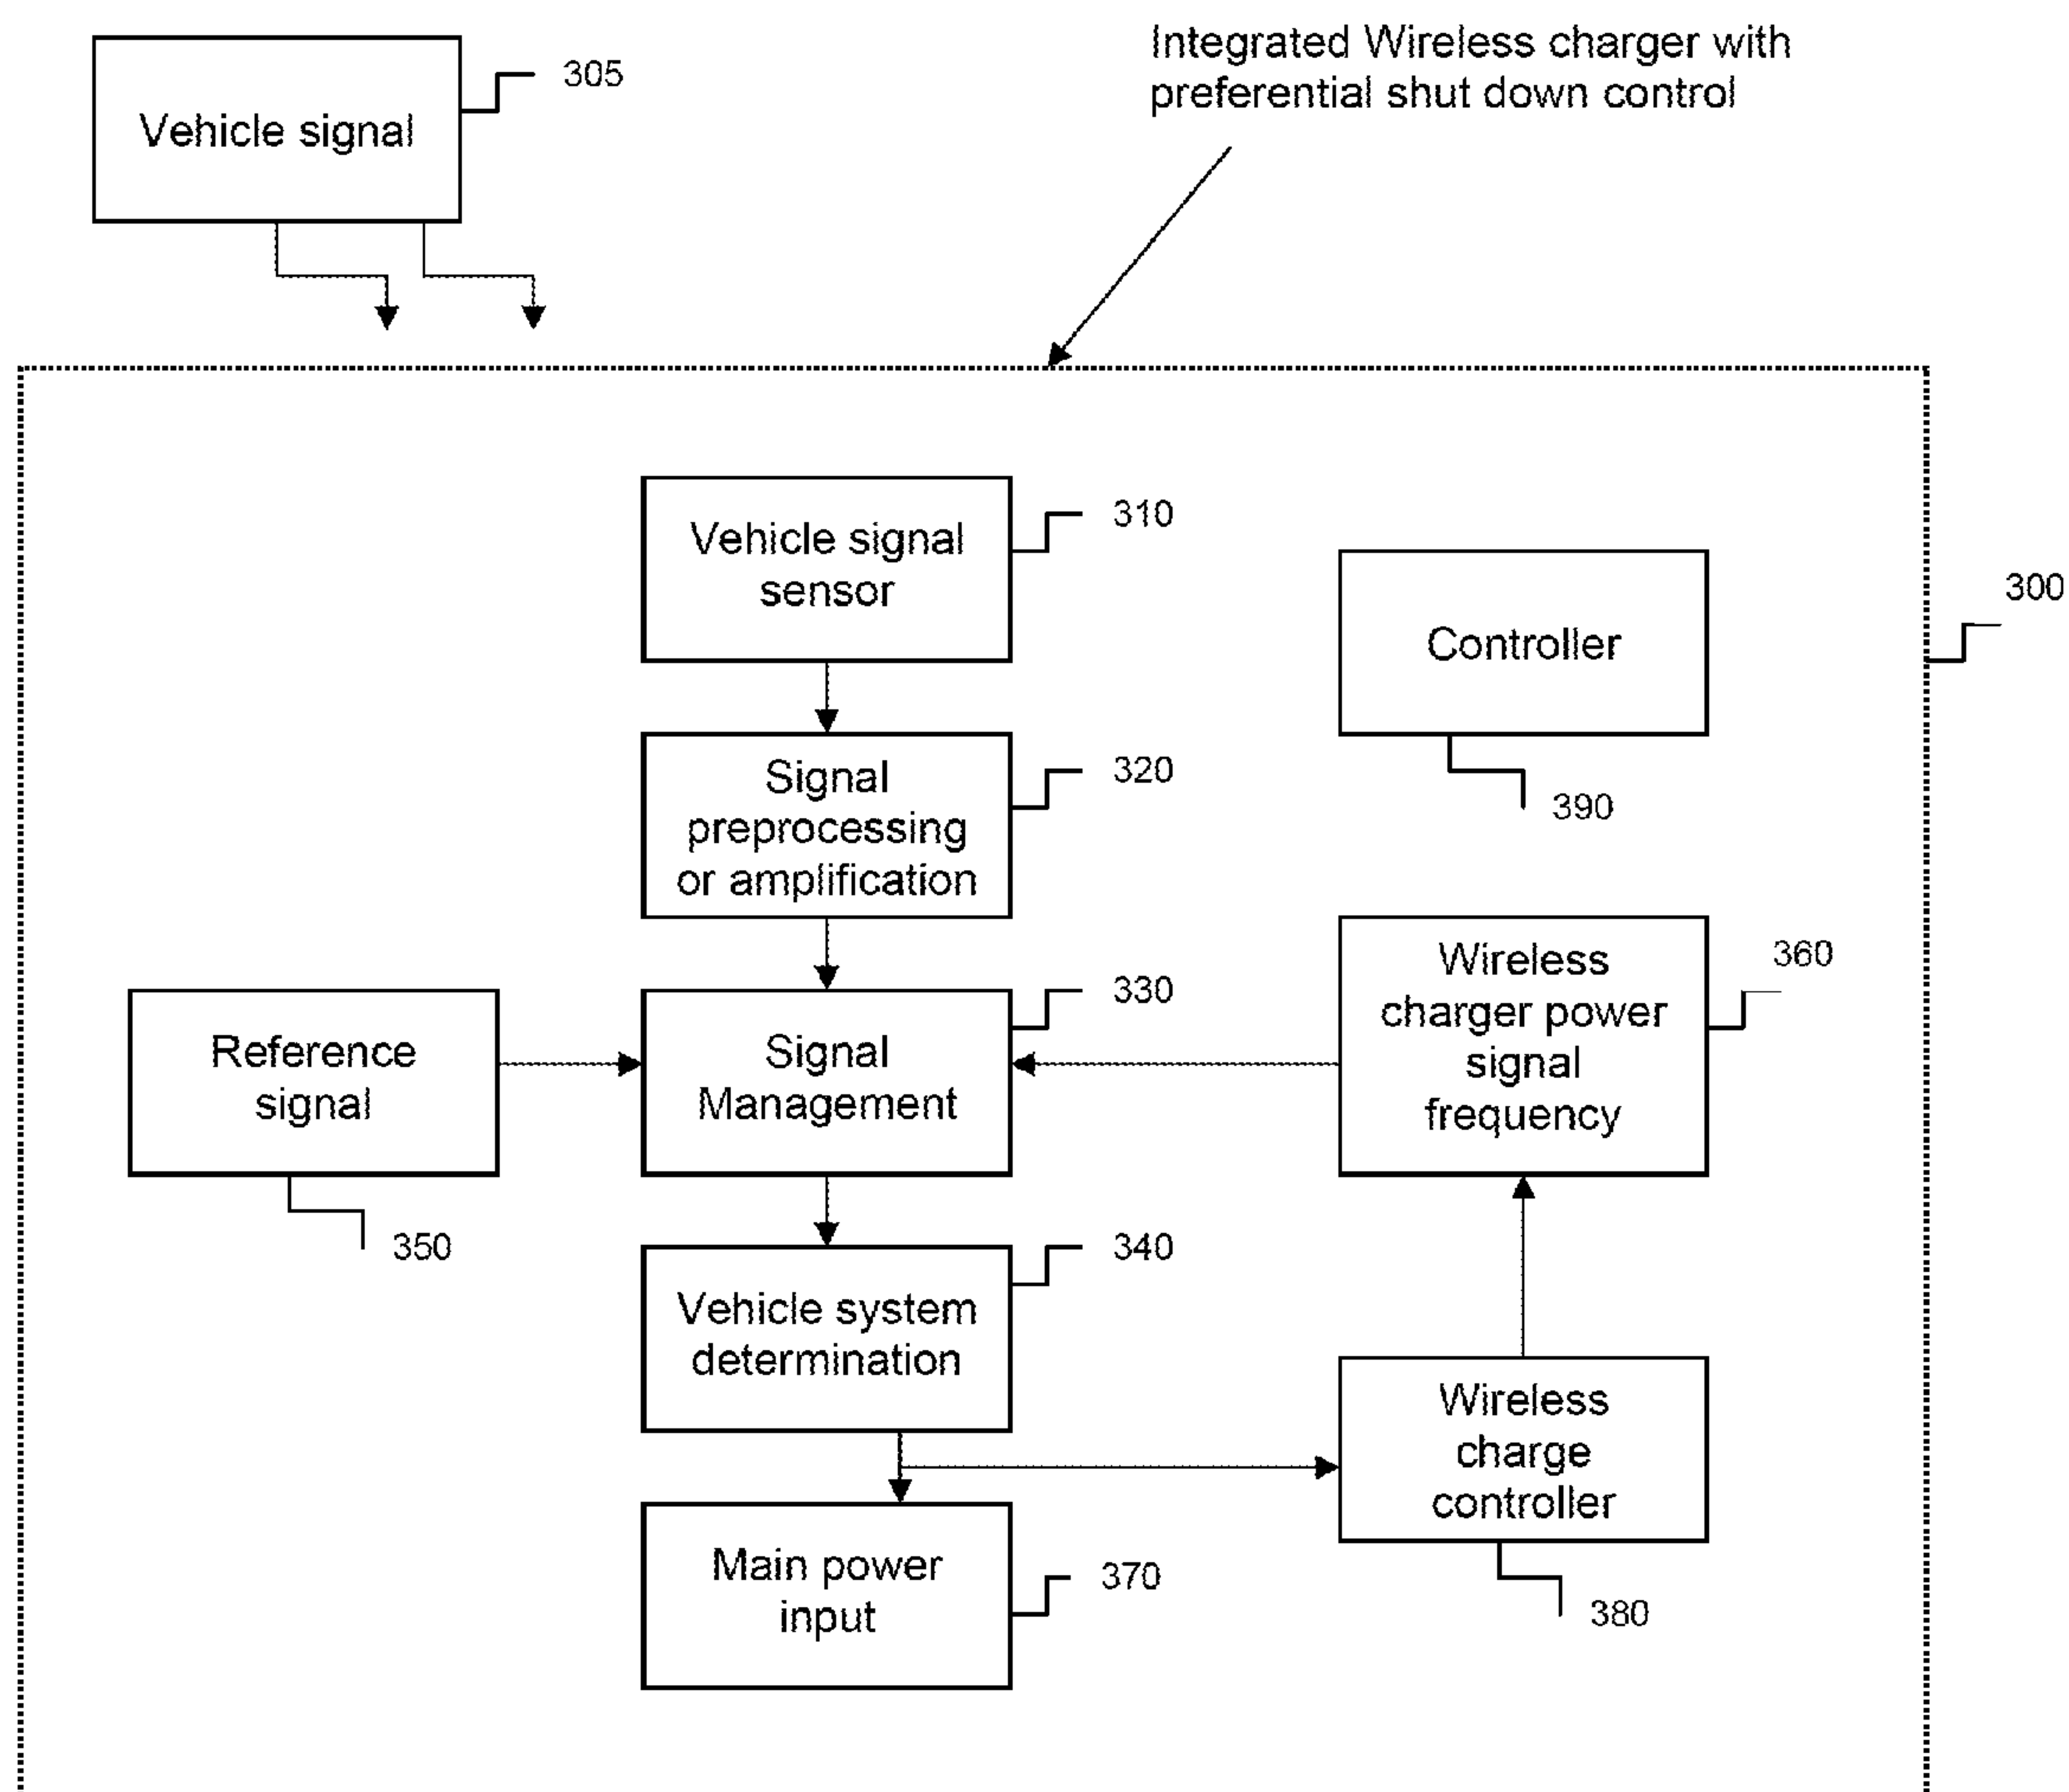 Integrated Wireless charger with
preferential shut down control
Vehicle signal
305
Vehicle signal
sensor
310
Controller
390
300
Signal
preprocessing
or amplification
320
Reference
signal
350
Signal
Management
330
Wireless
charger power
signal
frequency
360
Vehicle system
determination
340
Wireless
charge
controller
380
Main power
input
370